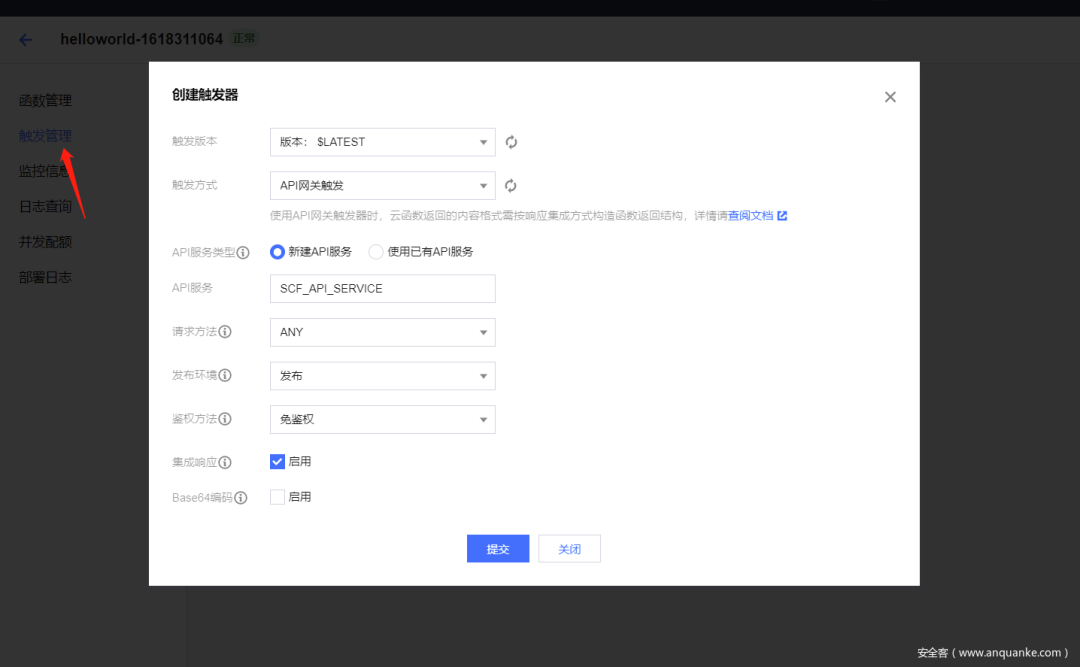 helloworld-1618311064 正常
函数管理
触发管理
监控信息
日志查询
并发配额
部署日志
创建触发器
触发版本 版本: $LATEST
触发方式 API网关触发
使用API网关触发器时，云函数返回的内容格式需按响应集成方式构造函数返回结构，详情请查阅文档
API服务类型 新建API服务 使用已有API服务
API服务 SCF_API_SERVICE
请求方法 ANY
发布环境 发布
鉴权方法 免鉴权
集成响应 启用
Base64编码 启用
提交 关闭
安全客（www.anquanke.com）